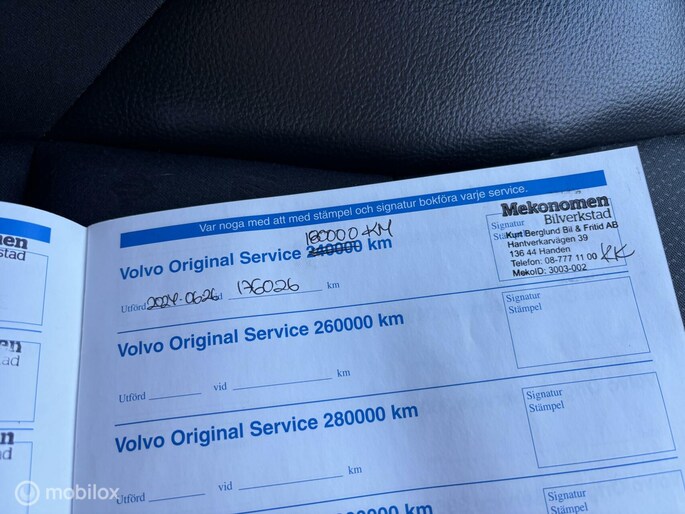 Var noga med att med stämpel och signatur bokföra varje service.
180000 KM
Volvo Original Service 240000 km
Utförd 2024-06-26 vid 176026 km
Signatur
Stämpel
Mekonomen
Bilverkstad
Kurt Berglund Bil & Fritid AB
Hantverkarvägen 39
136 44 Handen
Telefon: 08-777 11 00 KK
MekoID: 3003-002
Volvo Original Service 260000 km
Utförd vid km
Signatur
Stämpel
Volvo Original Service 280000 km
Utförd vid km
Signatur
Stämpel
Signatur
Stämpel
mobilox